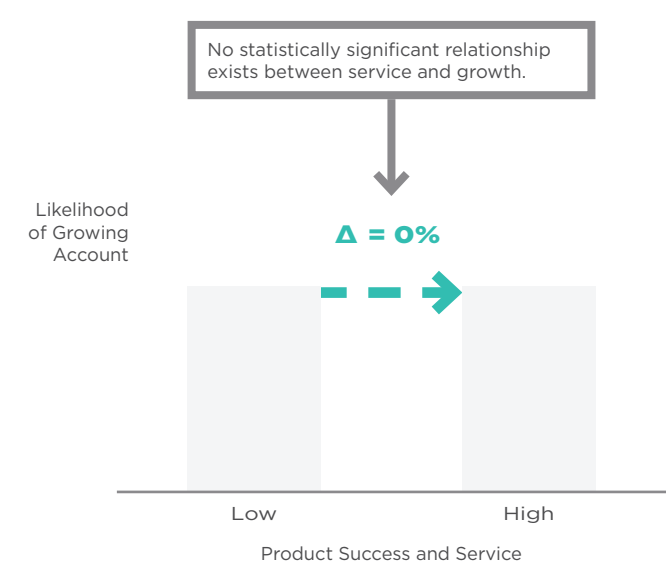 No statistically significant relationship
exists between service and growth.
Likelihood
of Growing
Account
Δ = 0%
Low
High
Product Success and Service